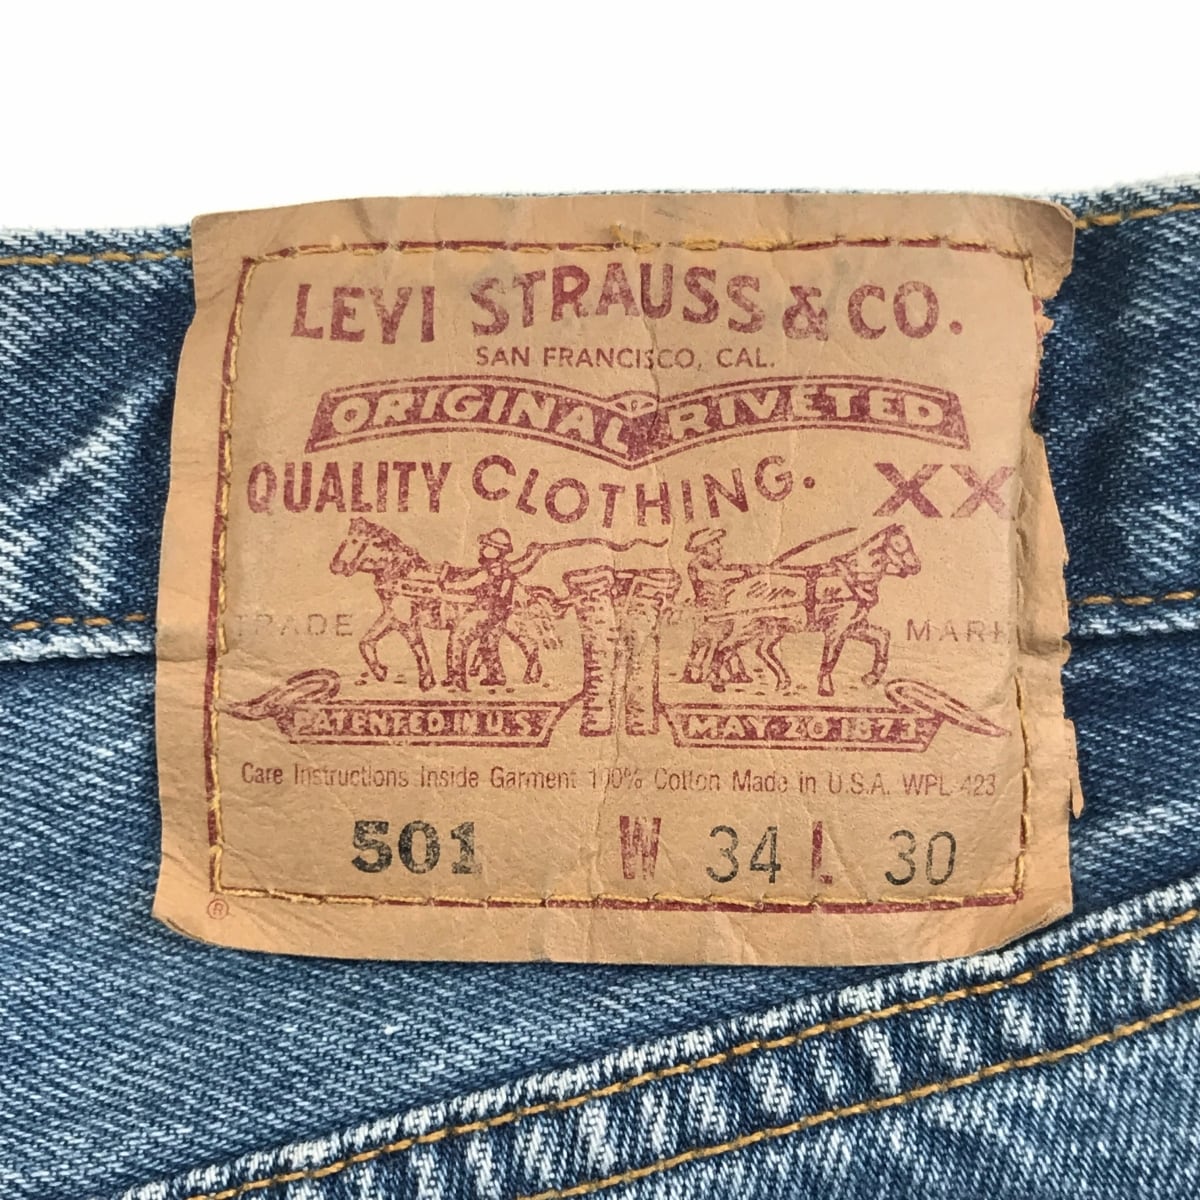 LEVI STRAUSS & CO.
SAN FRANCISCO, CAL.
ORIGINAL RIVETED
QUALITY CLOTHING. XX
TRADE MARK
PATENTED IN U.S. MAY 20 1873
Care Instructions Inside Garment 100% Cotton Made in U.S.A. WPL 423
501 W 34 L 30
®